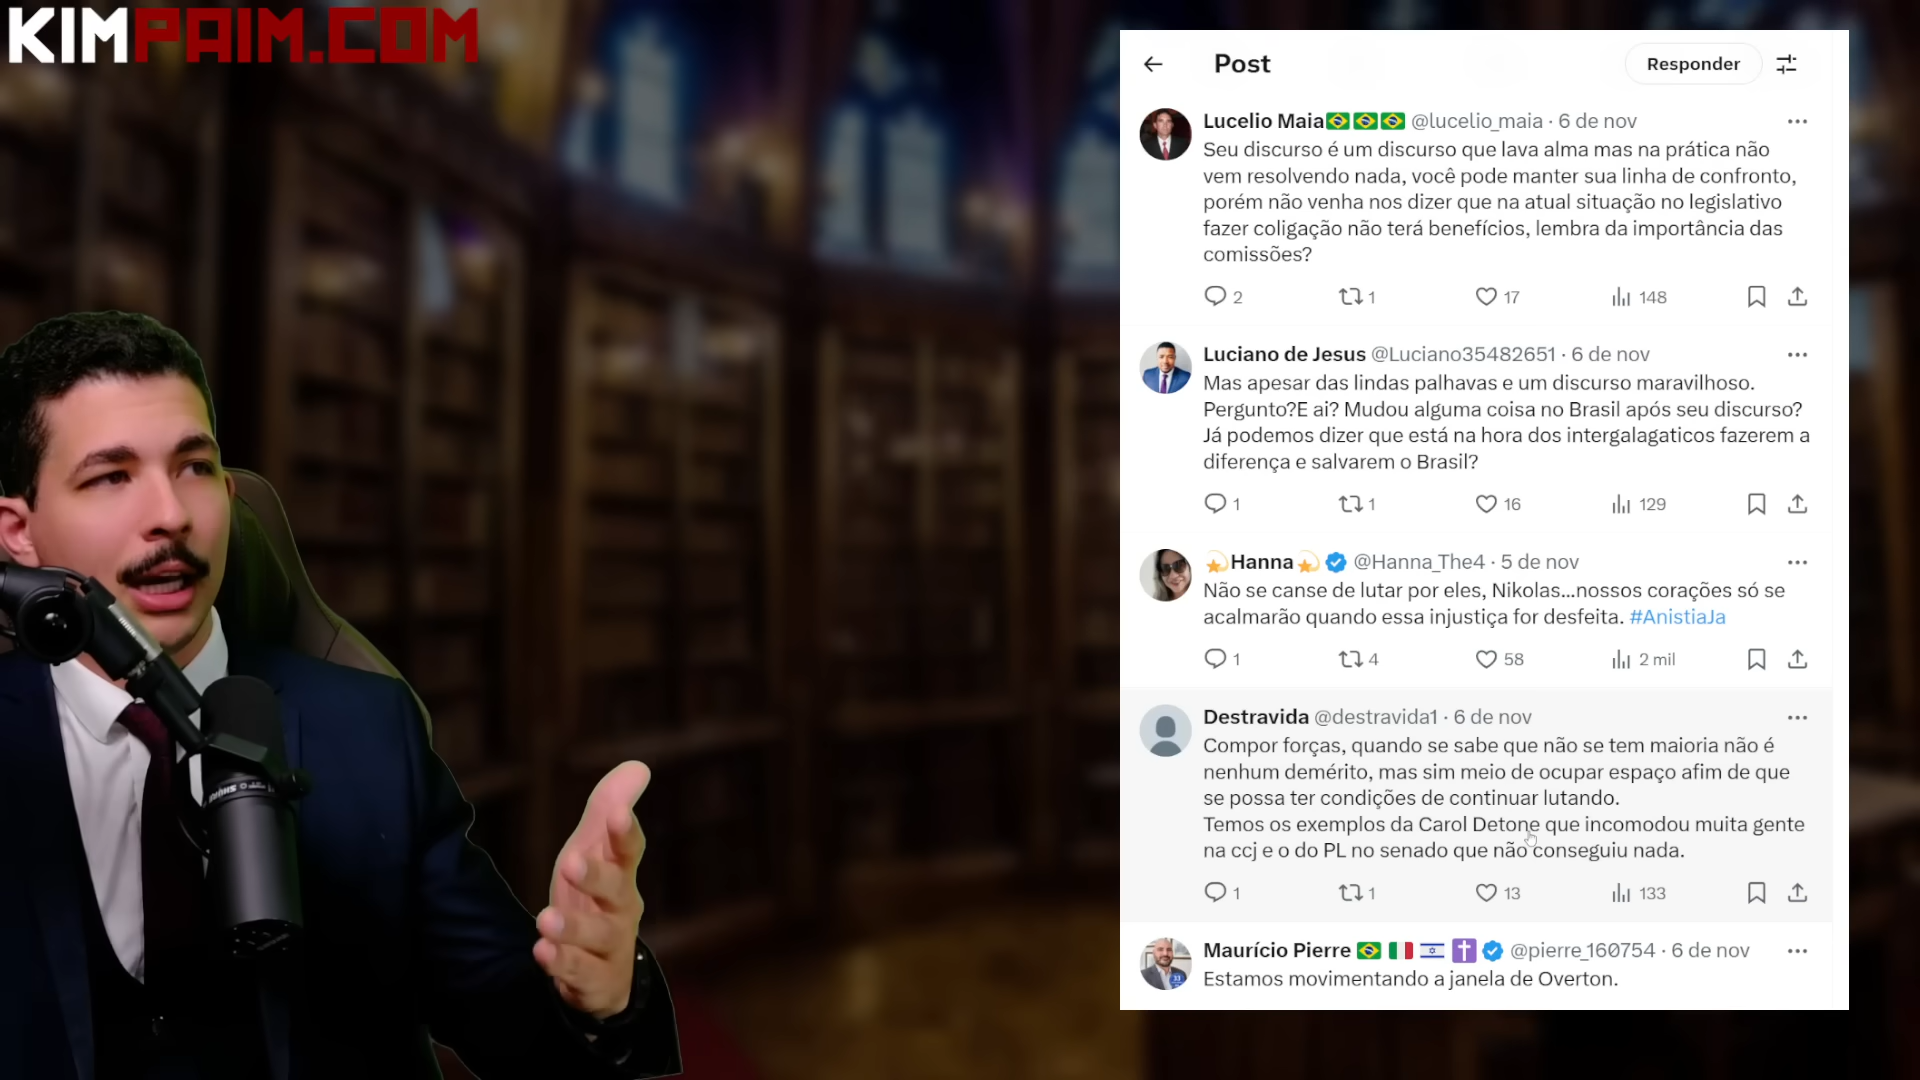 KIMPAIM.COM
Post
Responder
Lucelio Maia @lucelio_maia · 6 de nov
Seu discurso é um discurso que lava alma mas na prática não
vem resolvendo nada, você pode manter sua linha de confronto,
porém não venha nos dizer que na atual situação no legislativo
fazer coligação não terá benefícios, lembra da importância das
comissões?
2 1 17 148
Luciano de Jesus @Luciano35482651 · 6 de nov
Mas apesar das lindas palhavas e um discurso maravilhoso.
Pergunto?E ai? Mudou alguma coisa no Brasil após seu discurso?
Já podemos dizer que está na hora dos intergalagaticos fazerem a
diferença e salvarem o Brasil?
1 1 16 129
Hanna @Hanna_The4 · 5 de nov
Não se canse de lutar por eles, Nikolas...nossos corações só se
acalmarão quando essa injustiça for desfeita. #AnistiaJa
1 4 58 2 mil
Destravida @destravida1 · 6 de nov
Compor forças, quando se sabe que não se tem maioria não é
nenhum demérito, mas sim meio de ocupar espaço afim de que
se possa ter condições de continuar lutando.
Temos os exemplos da Carol Detone que incomodou muita gente
na ccj e o do PL no senado que não conseguiu nada.
1 1 13 133
Maurício Pierre @pierre_160754 · 6 de nov
Estamos movimentando a janela de Overton.